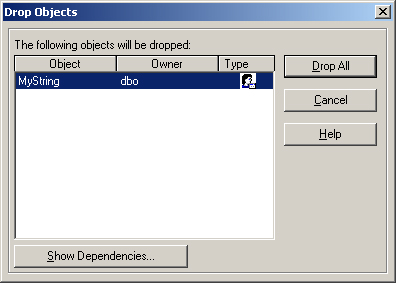 Drop Objects
The following objects will be dropped:
Object Owner Type
MyString dbo
Drop All
Cancel
Help
Show Dependencies...